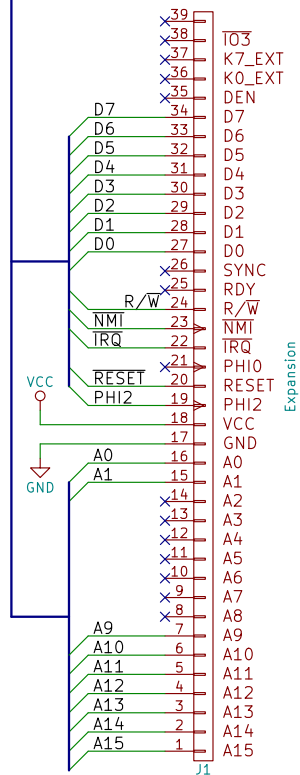 39
38 IO3
37 K7_EXT
36 K0_EXT
35 DEN
D7 34 D7
D6 33 D6
D5 32 D5
D4 31 D4
D3 30 D3
D2 29 D2
D1 28 D1
D0 27 D0
26 SYNC
25 RDY
R/W̅ 24 R/W̅
N̅M̅I̅ 23 N̅M̅I̅
I̅R̅Q̅ 22 I̅R̅Q̅
21 PHI0
R̅E̅S̅E̅T̅ 20 RESET
PHI2 19 PHI2
VCC 18 VCC
GND 17 GND
A0 16 A0
A1 15 A1
14 A2
13 A3
12 A4
11 A5
10 A6
9 A7
8 A8
A9 7 A9
A10 6 A10
A11 5 A11
A12 4 A12
A13 3 A13
A14 2 A14
A15 1 A15
J1
Expansion